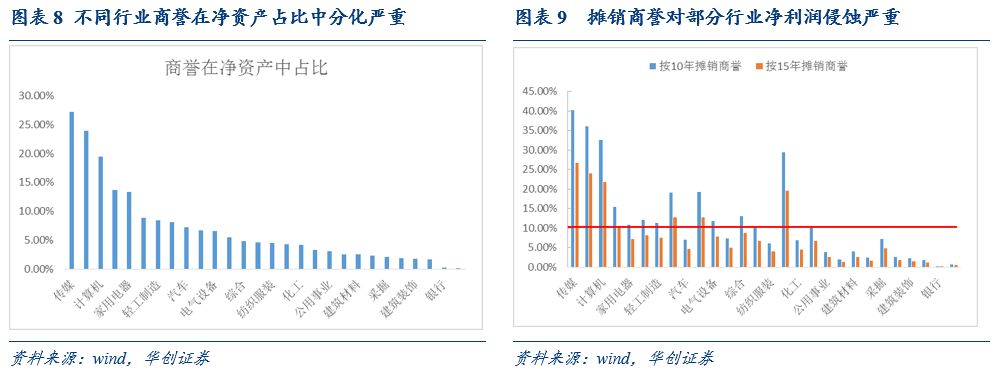 图表 8 不同行业商誉在净资产占比中分化严重
商誉在净资产中占比
30.00%
25.00%
20.00%
15.00%
10.00%
5.00%
0.00%
传媒
计算机
家用电器
轻工制造
汽车
电气设备
综合
纺织服装
化工
公用事业
建筑材料
采掘
建筑装饰
银行
资料来源：wind，华创证券
图表 9 摊销商誉对部分行业净利润侵蚀严重
按10年摊销商誉
按15年摊销商誉
45.00%
40.00%
35.00%
30.00%
25.00%
20.00%
15.00%
10.00%
5.00%
0.00%
传媒
计算机
家用电器
轻工制造
汽车
电气设备
综合
纺织服装
化工
公用事业
建筑材料
采掘
建筑装饰
银行
资料来源：wind，华创证券